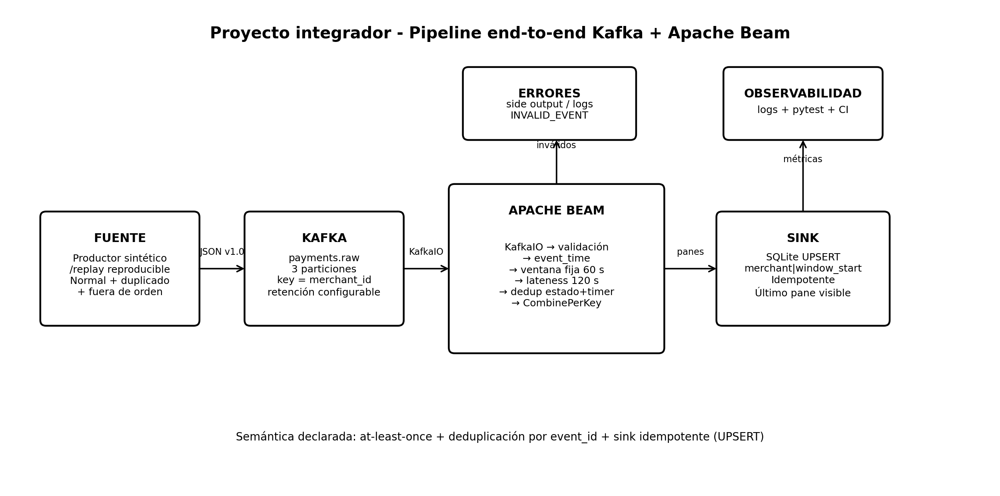 Proyecto integrador - Pipeline end-to-end Kafka + Apache Beam
ERRORES
side output / logs
INVALID_EVENT
OBSERVABILIDAD
logs + pytest + CI
inválidos
métricas
FUENTE
Productor sintético
/replay reproducible
Normal + duplicado
+ fuera de orden
JSON v1.0
KAFKA
payments.raw
3 particiones
key = merchant_id
retención configurable
KafkaIO
APACHE BEAM
KafkaIO → validación
→ event_time
→ ventana fija 60 s
→ lateness 120 s
→ dedup estado+timer
→ CombinePerKey
panes
SINK
SQLite UPSERT
merchant|window_start
Idempotente
Último pane visible
Semántica declarada: at-least-once + deduplicación por event_id + sink idempotente (UPSERT)